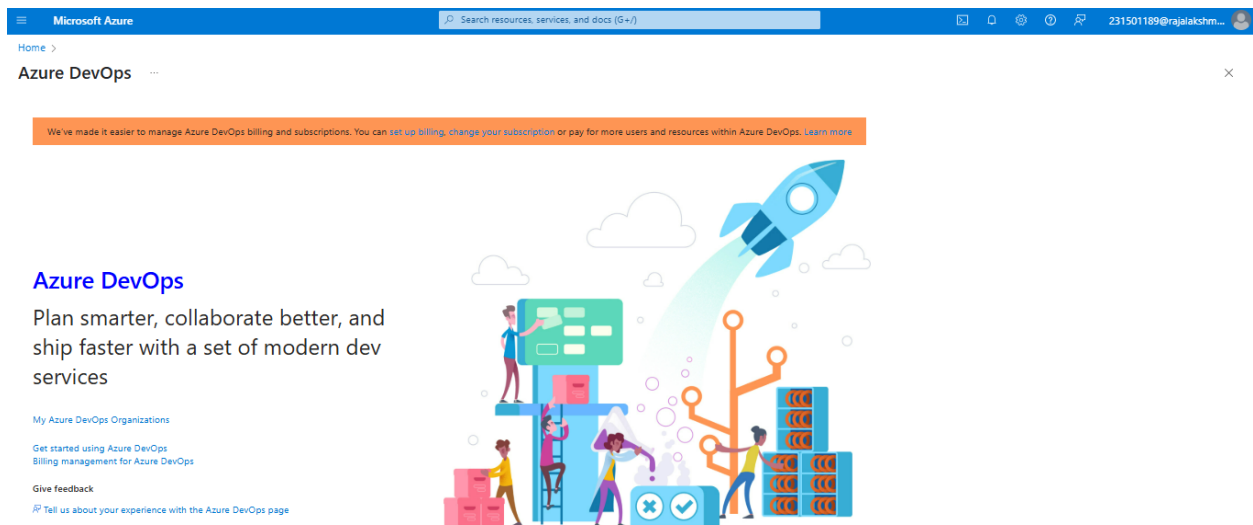 Microsoft Azure
Search resources, services, and docs (G+/)
231501189@rajalakshm...
Home >
Azure DevOps ...
We've made it easier to manage Azure DevOps billing and subscriptions. You can set up billing, change your subscription or pay for more users and resources within Azure DevOps. Learn more
Azure DevOps
Plan smarter, collaborate better, and
ship faster with a set of modern dev
services
My Azure DevOps Organizations
Get started using Azure DevOps
Billing management for Azure DevOps
Give feedback
Tell us about your experience with the Azure DevOps page